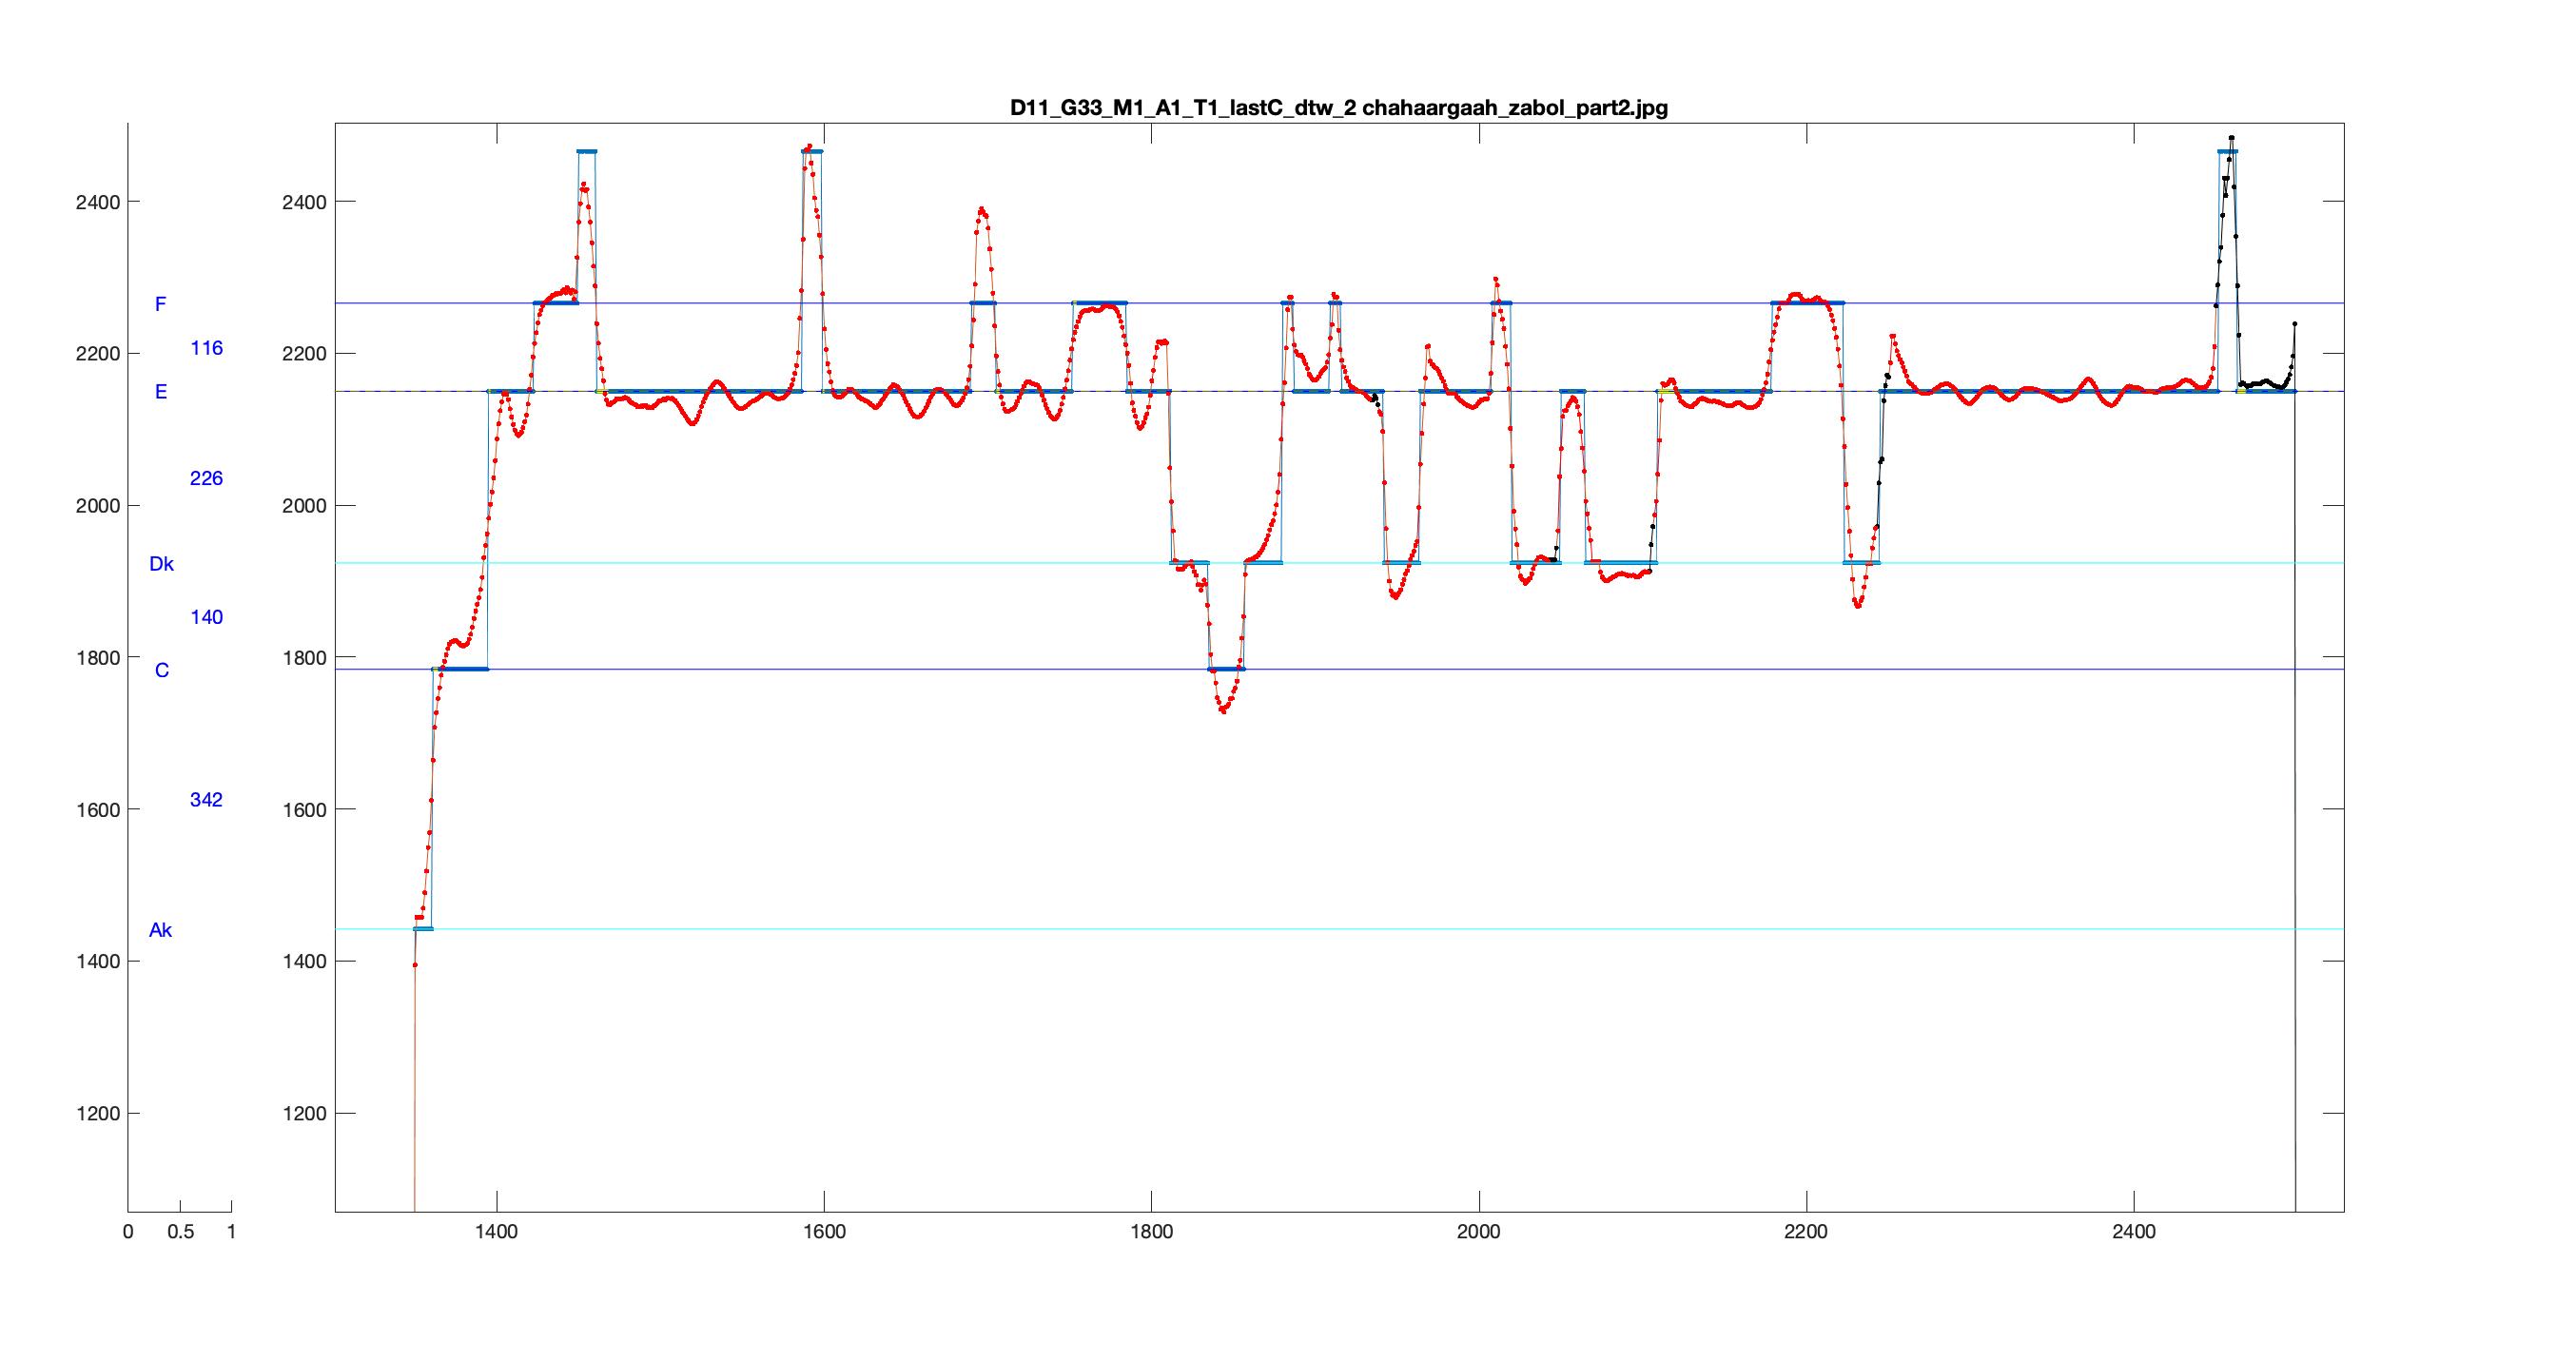 D11_G33_M1_A1_T1_lastC_dtw_2 chahaargaah_zabol_part2.jpg
2400 2400
F
116
2200 2200
E
226
2000 2000
Dk
140
1800 1800
C
342
1600 1600
Ak
1400 1400
1200 1200
0 0.5 1 1400 1600 1800 2000 2200 2400